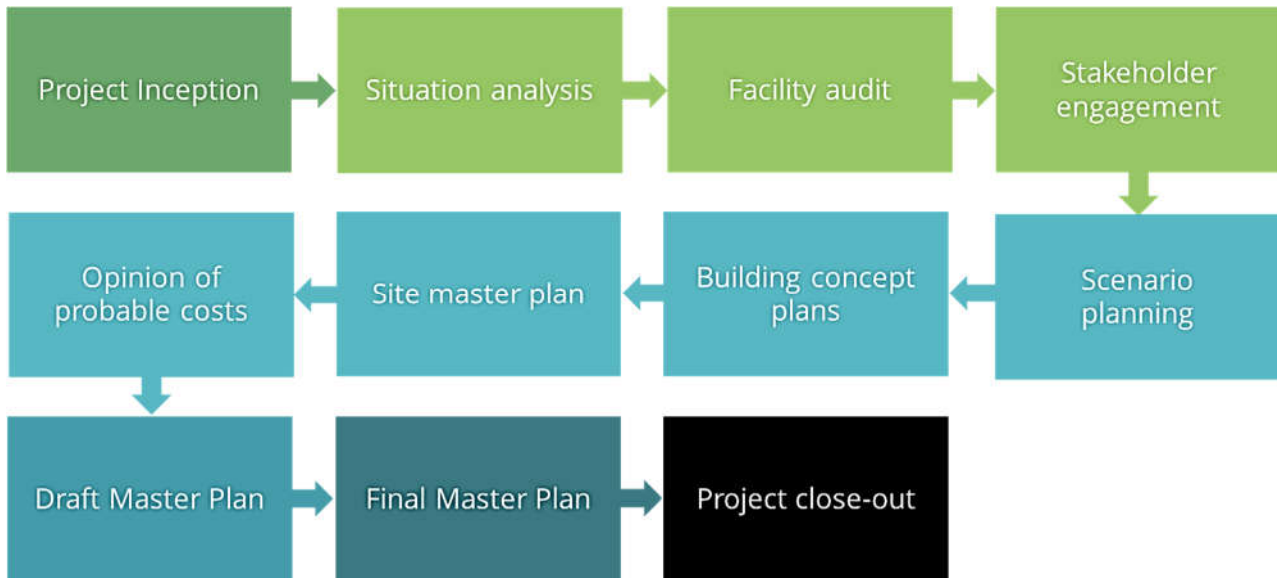 Project Inception
Situation analysis
Facility audit
Stakeholder
engagement
Scenario
planning
Building concept
plans
Site master plan
Opinion of
probable costs
Draft Master Plan
Final Master Plan
Project close-out